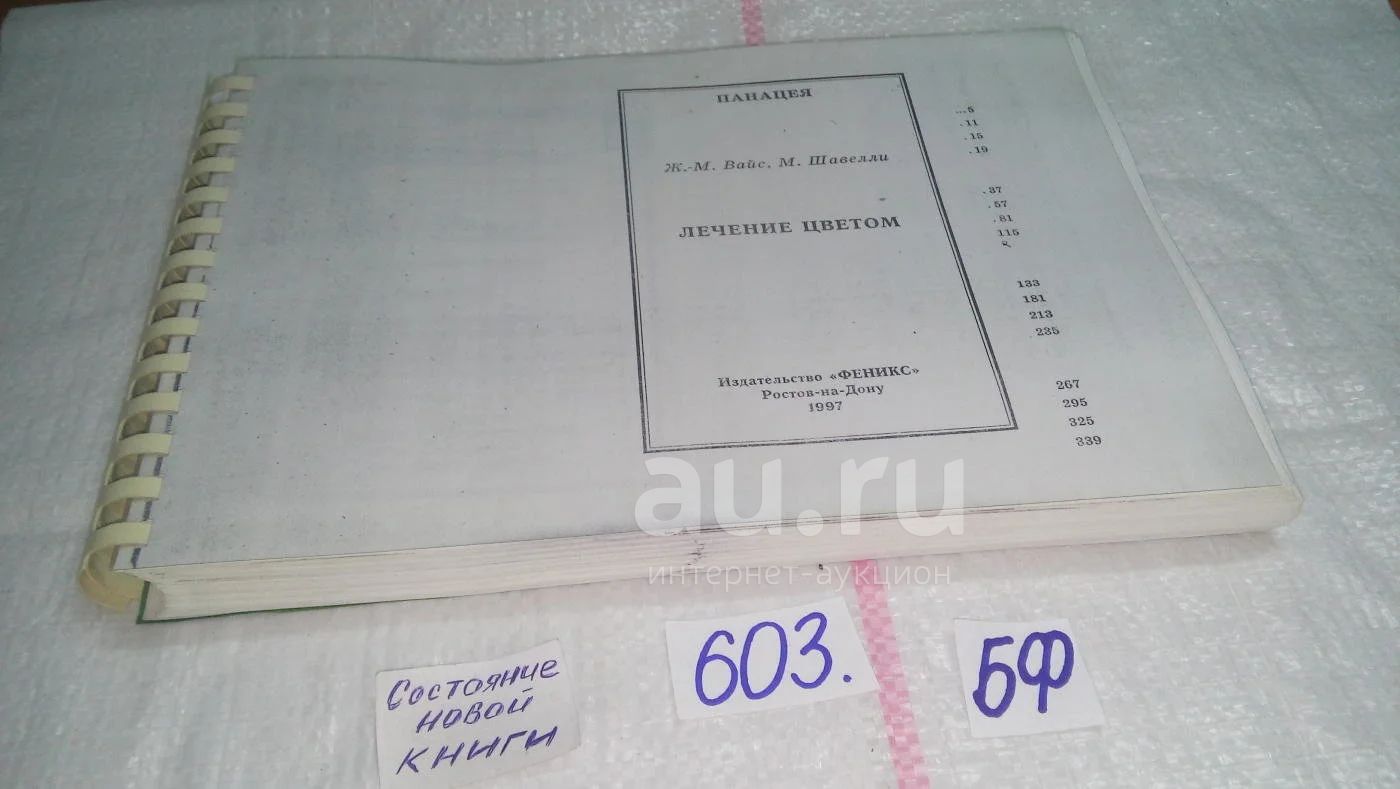 ПАНАЦЕЯ
Ж.-М. Вайс, М. Шавелли
ЛЕЧЕНИЕ ЦВЕТОМ
Издательство «ФЕНИКС»
Ростов-на-Дону
1997
...5
.11
.15
.19
.37
.57
.81
115
133
181
213
.235
267
295
325
339
au.ru
интернет-аукцион
Состояние
новой
книги
603.
БФ